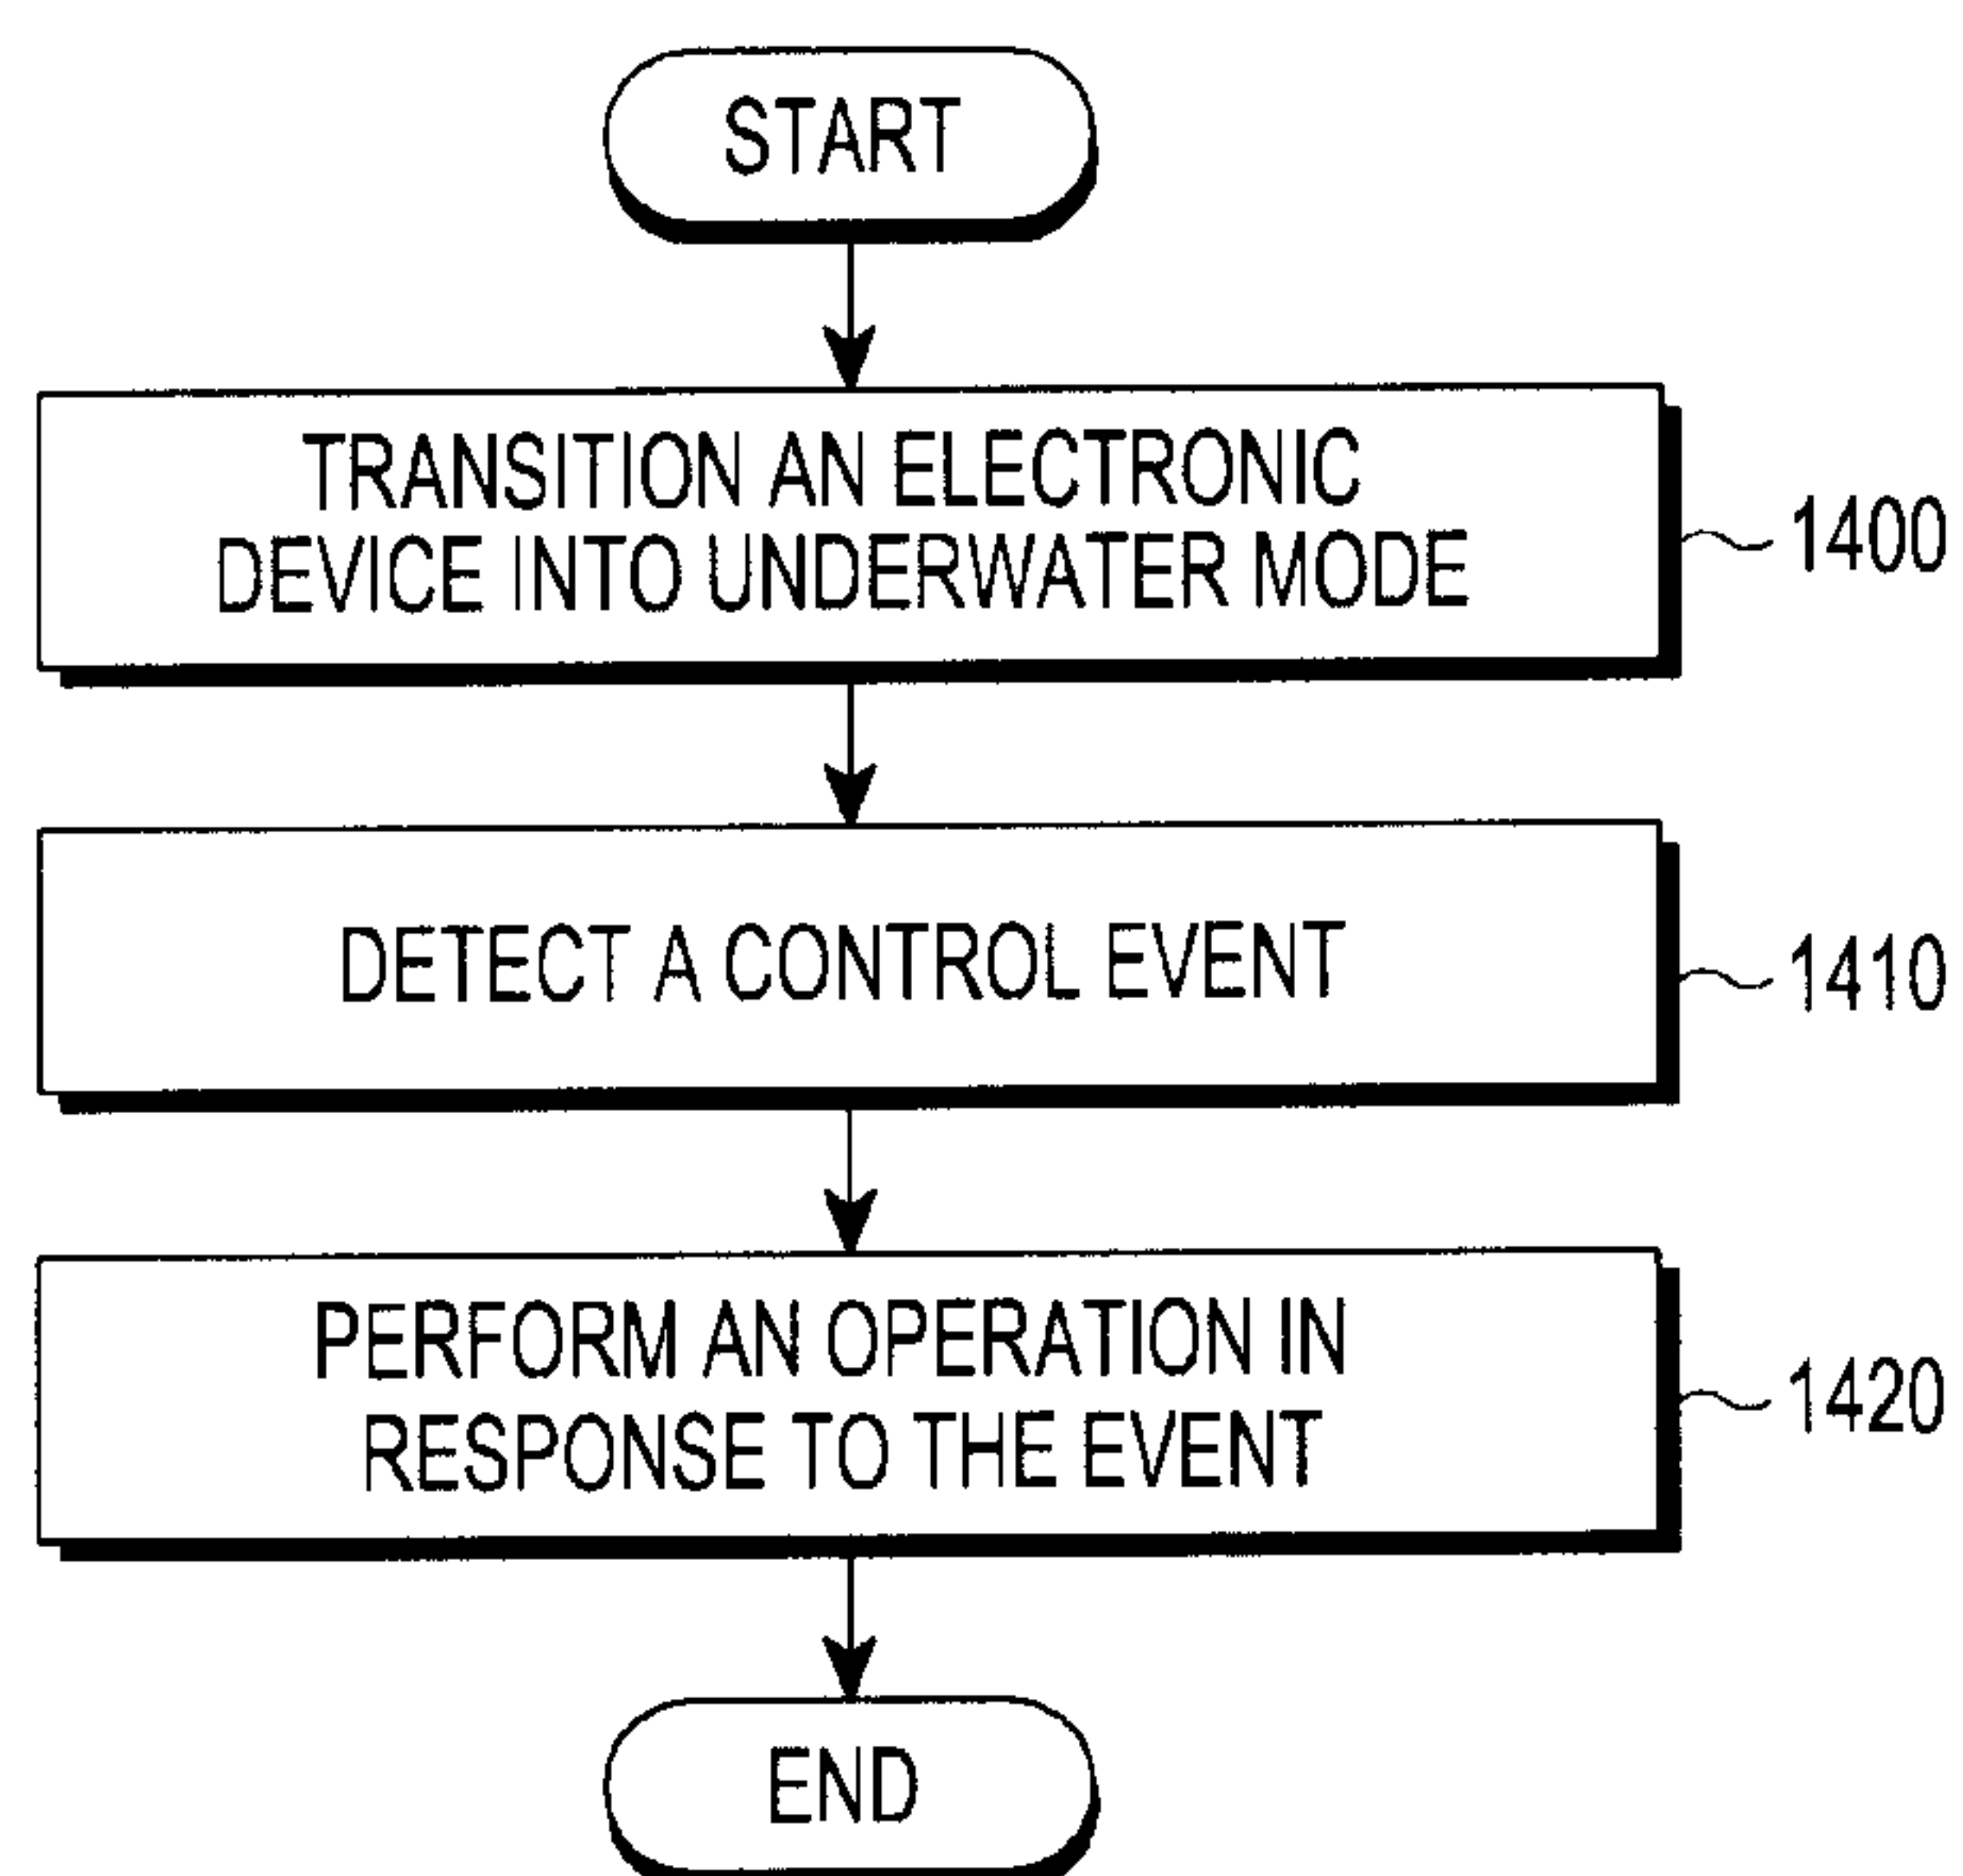 START
TRANSITION AN ELECTRONIC
DEVICE INTO UNDERWATER MODE
1400
DETECT A CONTROL EVENT
1410
PERFORM AN OPERATION IN
RESPONSE TO THE EVENT
1420
END